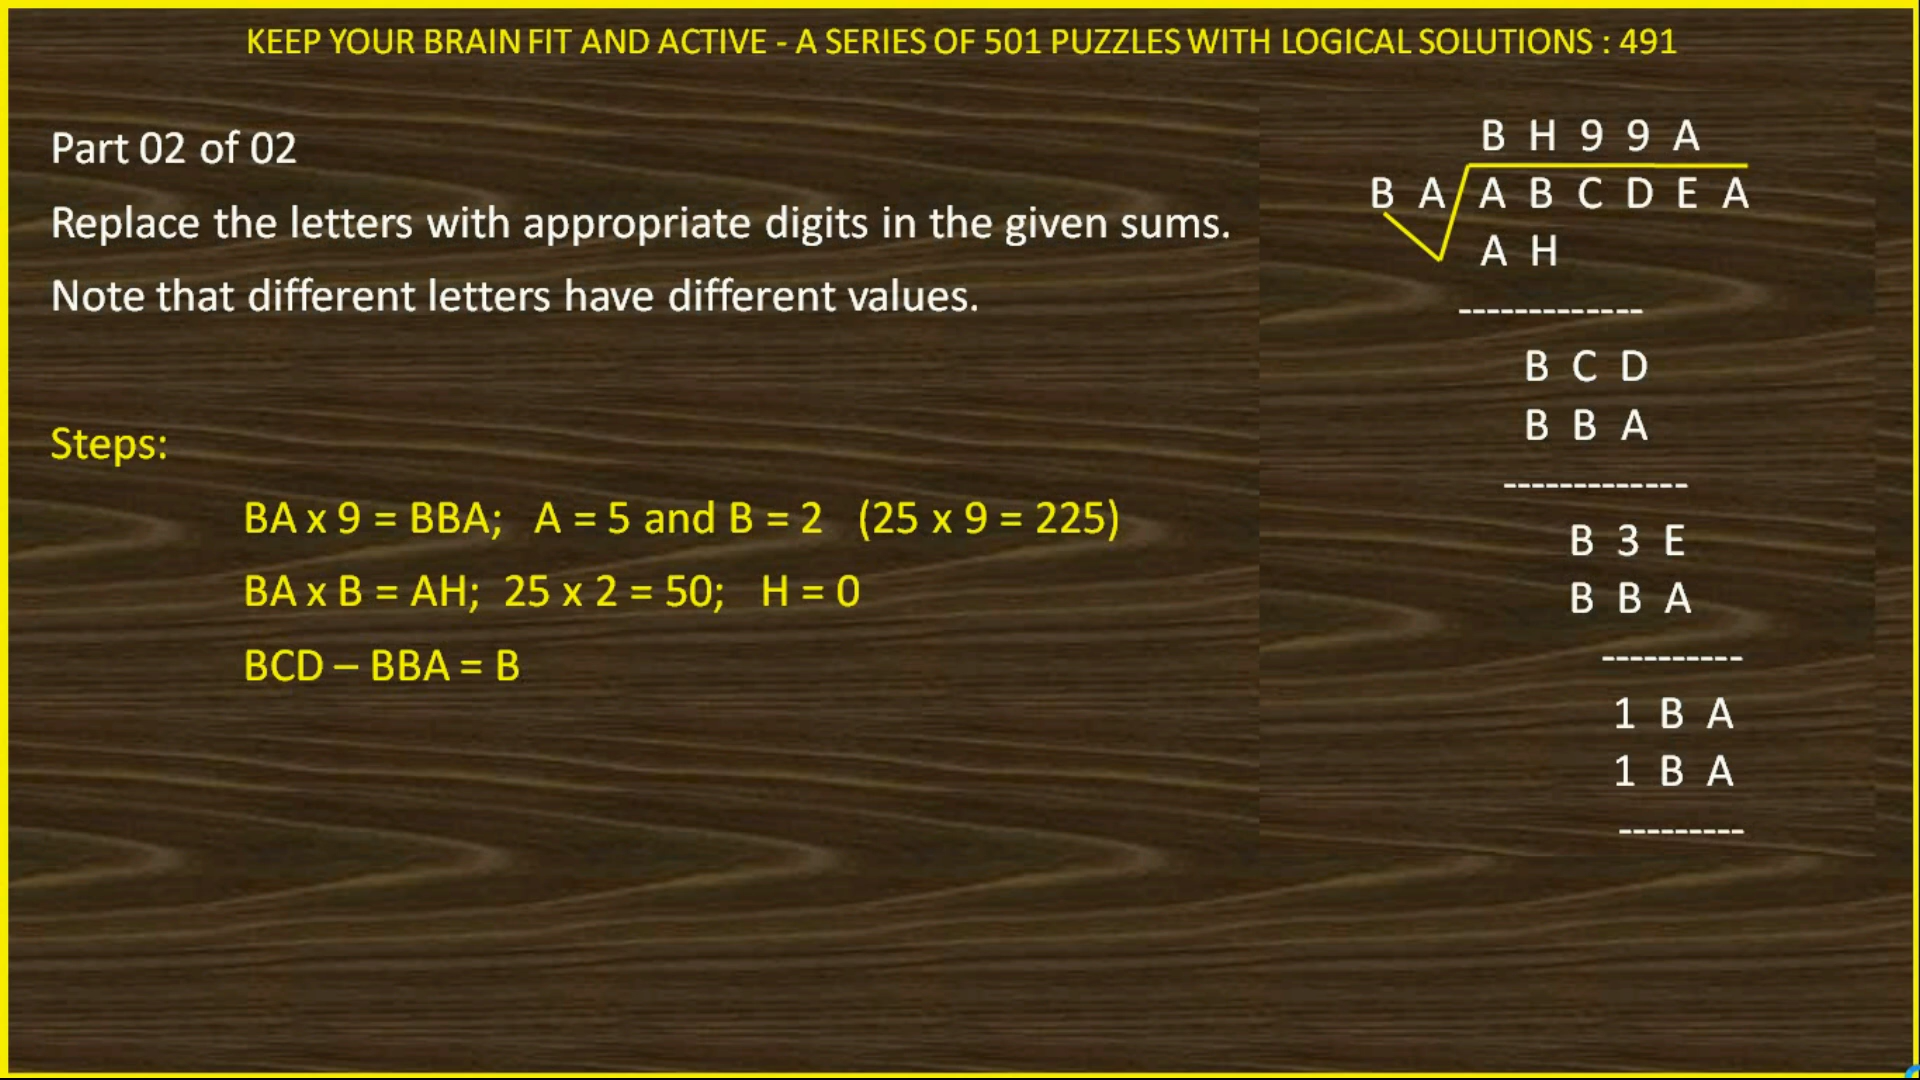 KEEP YOUR BRAIN FIT AND ACTIVE - A SERIES OF 501 PUZZLES WITH LOGICAL SOLUTIONS : 491
Part 02 of 02
Replace the letters with appropriate digits in the given sums.
Note that different letters have different values.
Steps:
BA x 9 = BBA; A = 5 and B = 2 (25 x 9 = 225)
BA x B = AH; 25 x 2 = 50; H = 0
BCD – BBA = B
B H 9 9 A
B A A B C D E A
A H
-------------
B C D
B B A
-------------
B 3 E
B B A
----------
1 B A
1 B A
---------